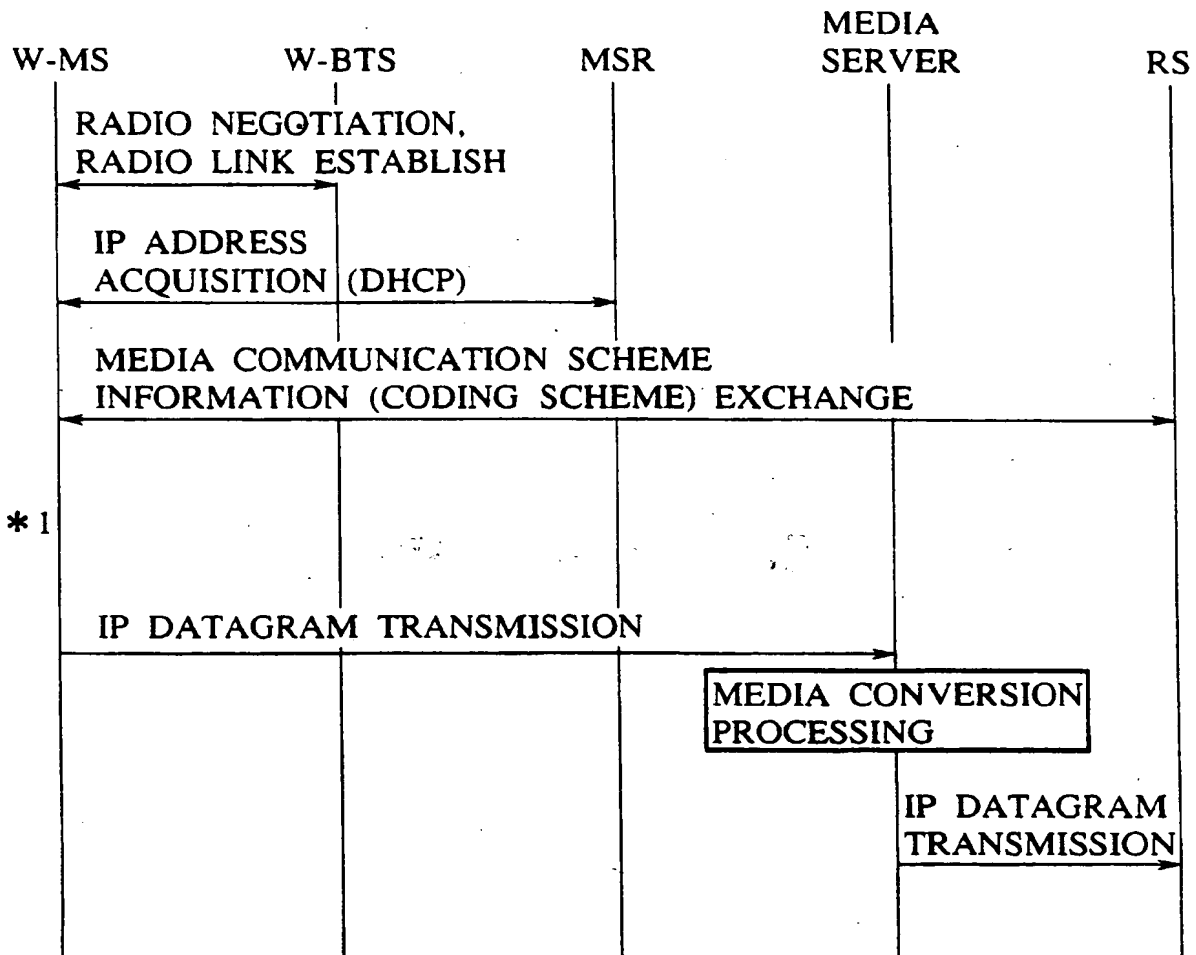 W-MS W-BTS MSR MEDIA SERVER RS
RADIO NEGOTIATION,
RADIO LINK ESTABLISH
IP ADDRESS
ACQUISITION (DHCP)
MEDIA COMMUNICATION SCHEME
INFORMATION (CODING SCHEME) EXCHANGE
*1
IP DATAGRAM TRANSMISSION
MEDIA CONVERSION
PROCESSING
IP DATAGRAM
TRANSMISSION